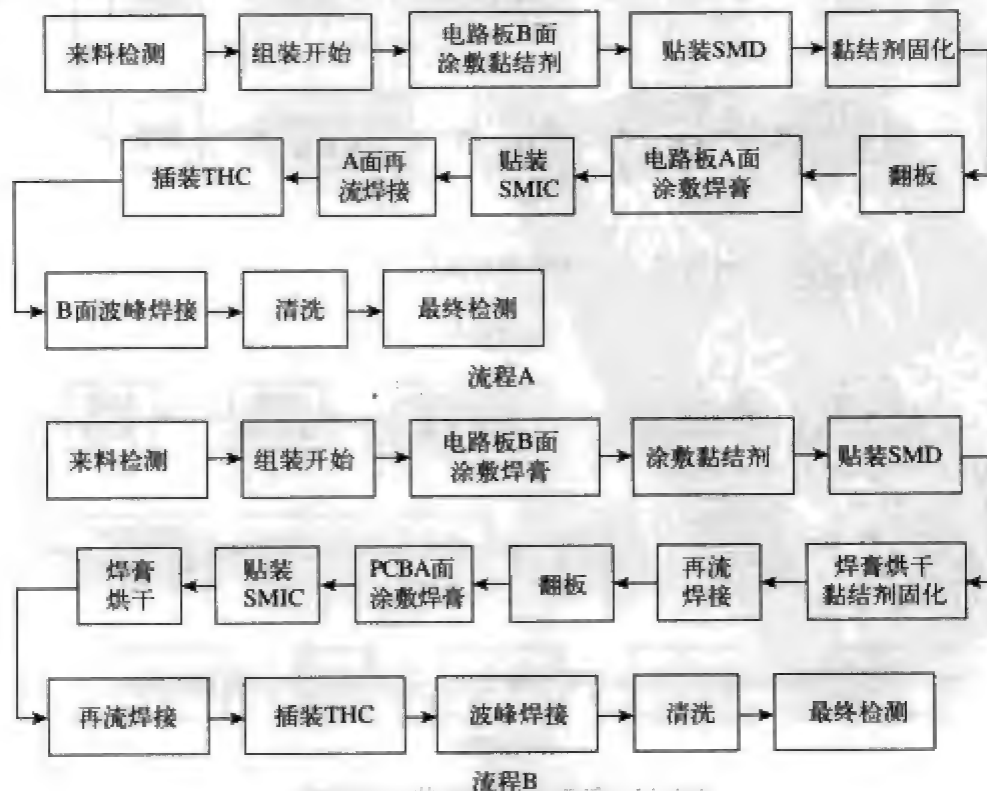 来料检测
组装开始
电路板B面
涂敷黏结剂
贴装SMD
黏结剂固化
翻板
电路板A面
涂敷焊膏
贴装
SMIC
A面再
流焊接
插装THC
B面波峰焊接
清洗
最终检测
流程A
来料检测
组装开始
电路板B面
涂敷焊膏
涂敷黏结剂
贴装SMD
焊膏烘干
黏结剂固化
再流
焊接
翻板
PCBA面
涂敷焊膏
贴装
SMIC
焊膏
烘干
再流焊接
插装THC
波峰焊接
清洗
最终检测
流程B